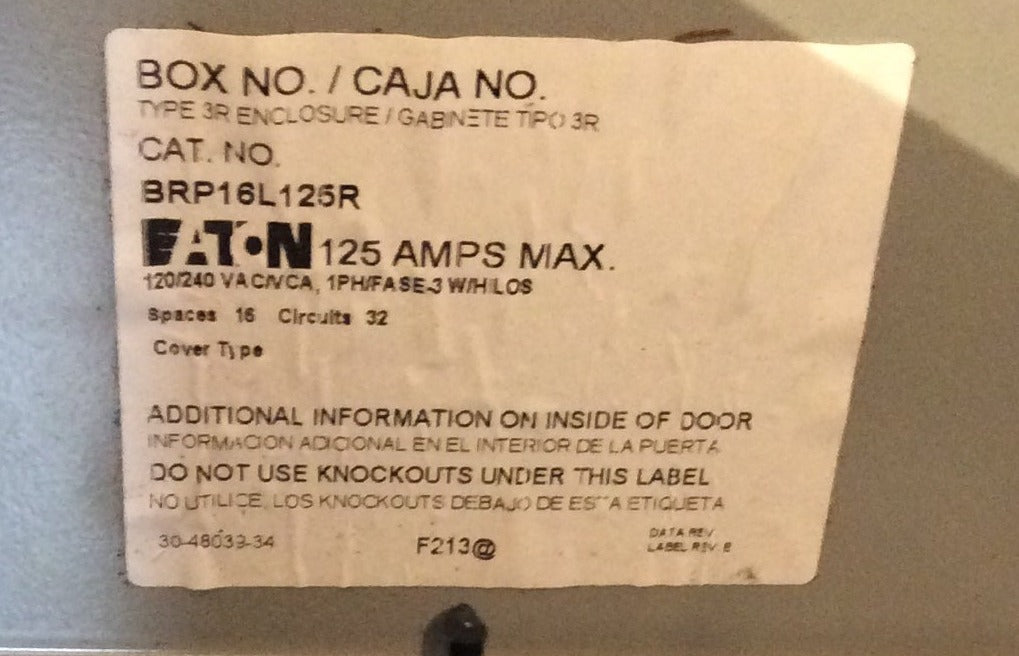 BOX NO. / CAJA NO.
TYPE 3R ENCLOSURE / GABINETE TIPO 3R
CAT. NO.
BRP16L125R
EATON 125 AMPS MAX.
120/240 VAC/VCA, 1PH/FASE-3 W/HILOS
Spaces 16 Circuits 32
Cover Type
ADDITIONAL INFORMATION ON INSIDE OF DOOR
INFORMACION ADICIONAL EN EL INTERIOR DE LA PUERTA
DO NOT USE KNOCKOUTS UNDER THIS LABEL
NO UTILICE, LOS KNOCKOUTS DEBAJO DE ESTA ETIQUETA
30-48039-34 F213@ DATA REV
LABEL REV B